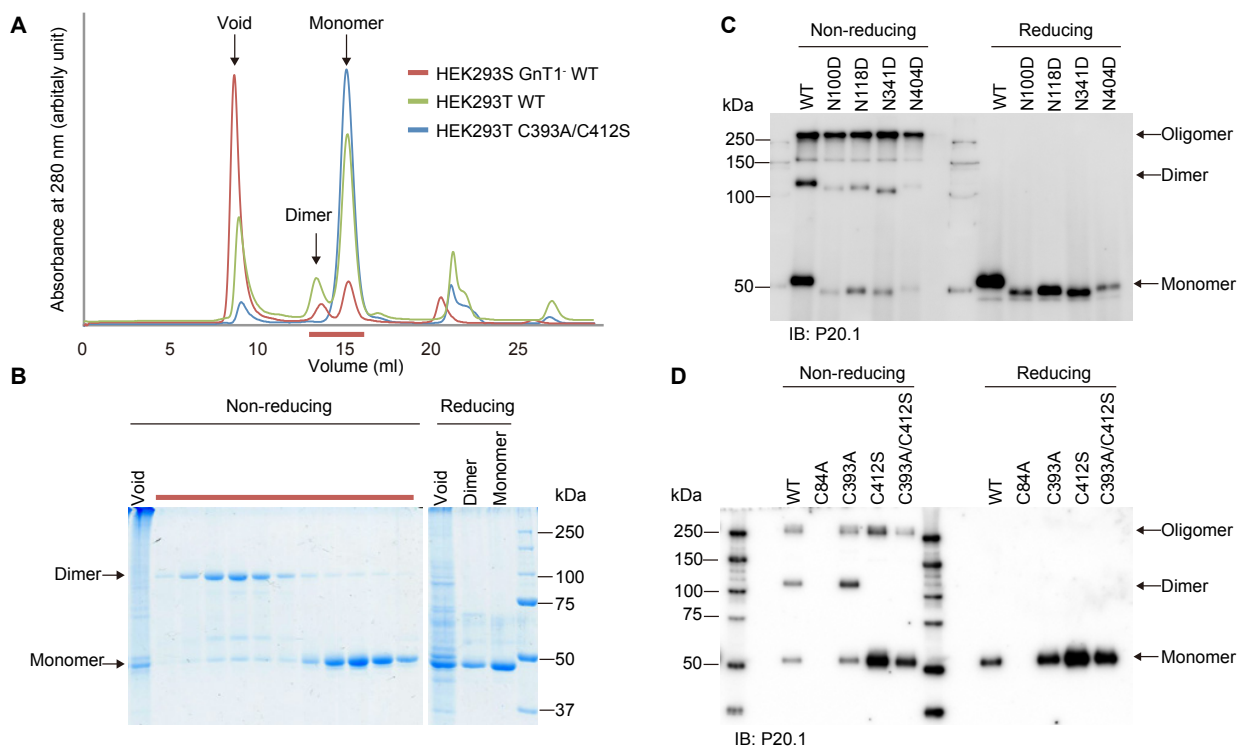 A
Absorbance at 280 nm (arbitaly unit)
Void
Monomer
Dimer
HEK293S GnT1- WT
HEK293T WT
HEK293T C393A/C412S
0 5 10 15 20 25
Volume (ml)
B
Non-reducing
Reducing
Void
Void
Dimer
Monomer
kDa
250
100
75
50
37
Dimer
Monomer
C
Non-reducing
Reducing
WT
N100D
N118D
N341D
N404D
WT
N100D
N118D
N341D
N404D
kDa
250
150
100
50
Oligomer
Dimer
Monomer
IB: P20.1
D
Non-reducing
Reducing
WT
C84A
C393A
C412S
C393A/C412S
WT
C84A
C393A
C412S
C393A/C412S
kDa
250
150
100
75
50
Oligomer
Dimer
Monomer
IB: P20.1